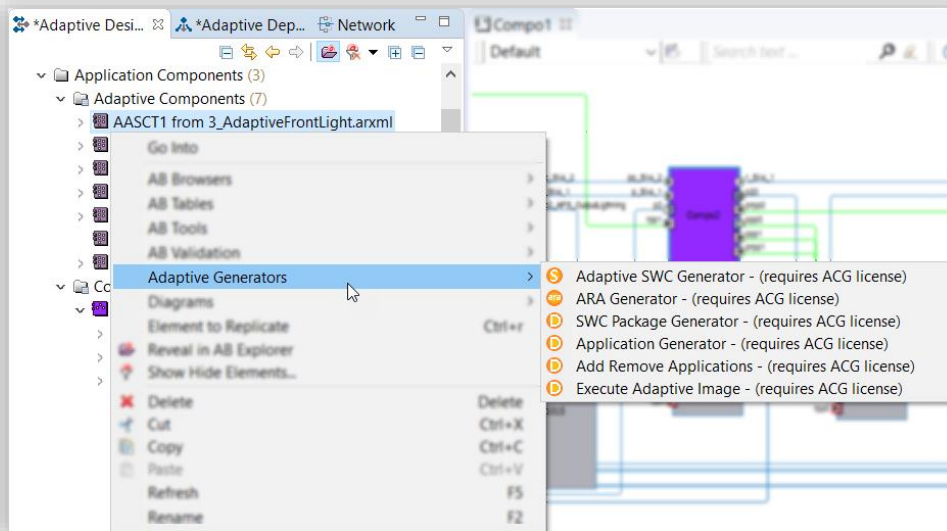 *Adaptive Desi...
*Adaptive Dep...
Network
Compo1
Default
Search text ...
Application Components (3)
Adaptive Components (7)
AASCT1 from 3_AdaptiveFrontLight.arxml
Go Into
AB Browsers
AB Tables
AB Tools
AB Validation
Adaptive Generators
Co
Diagrams
Element to Replicate Ctrl+r
Reveal in AB Explorer
Show Hide Elements...
Delete Delete
Cut Ctrl+X
Copy Ctrl+C
Paste Ctrl+V
Refresh F5
Rename F2
Compo2
S Adaptive SWC Generator - (requires ACG license)
ara ARA Generator - (requires ACG license)
D SWC Package Generator - (requires ACG license)
D Application Generator - (requires ACG license)
D Add Remove Applications - (requires ACG license)
D Execute Adaptive Image - (requires ACG license)